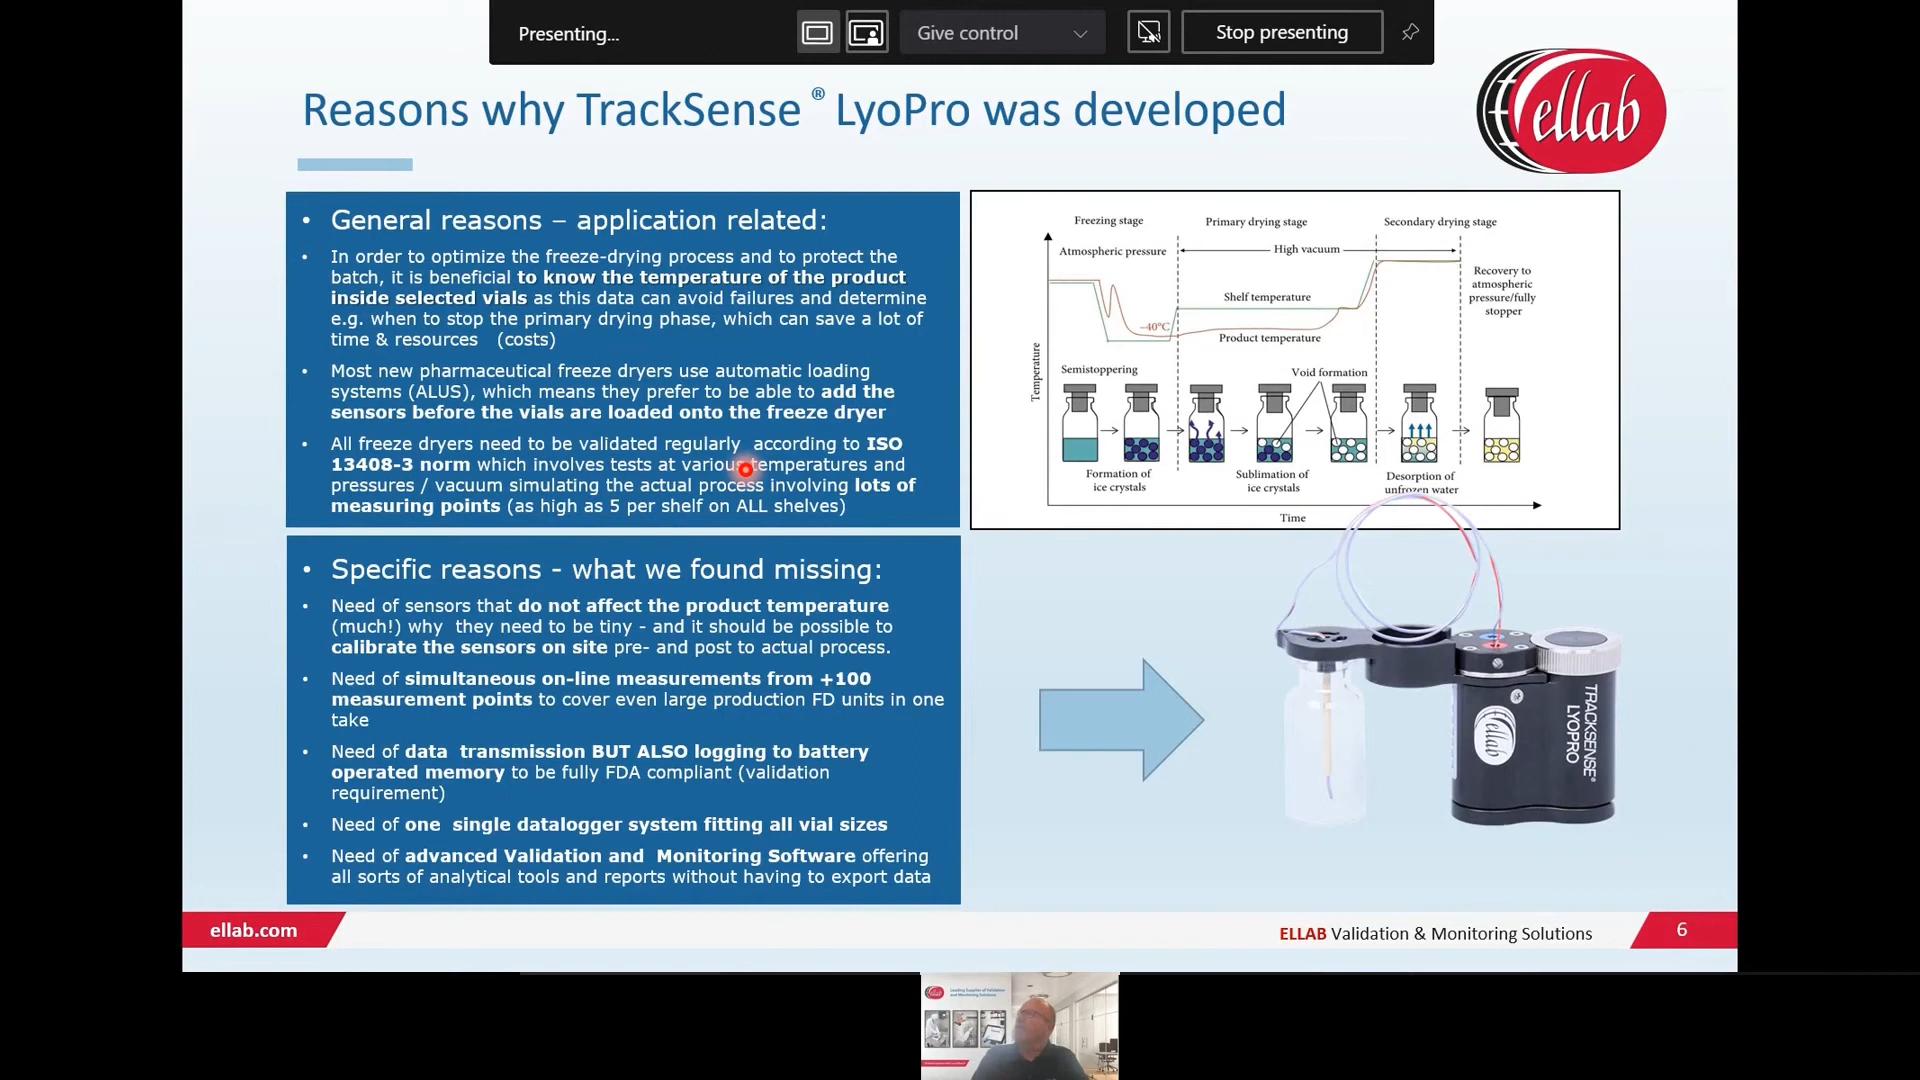 Presenting...
Give control
Stop presenting
Reasons why TrackSense® LyoPro was developed
ellab
• General reasons – application related:
• In order to optimize the freeze-drying process and to protect the
batch, it is beneficial to know the temperature of the product
inside selected vials as this data can avoid failures and determine
e.g. when to stop the primary drying phase, which can save a lot of
time & resources (costs)
• Most new pharmaceutical freeze dryers use automatic loading
systems (ALUS), which means they prefer to be able to add the
sensors before the vials are loaded onto the freeze dryer
• All freeze dryers need to be validated regularly according to ISO
13408-3 norm which involves tests at various temperatures and
pressures / vacuum simulating the actual process involving lots of
measuring points (as high as 5 per shelf on ALL shelves)
Freezing stage
Primary drying stage
Secondary drying stage
Atmospheric pressure
High vacuum
Recovery to
atmospheric
pressure/fully
stopper
Shelf temperature
–40°C
Product temperature
Temperature
Semistoppering
Void formation
Formation of
ice crystals
Sublimation of
ice crystals
Desorption of
unfrozen water
Time
• Specific reasons - what we found missing:
• Need of sensors that do not affect the product temperature
(much!) why they need to be tiny - and it should be possible to
calibrate the sensors on site pre- and post to actual process.
• Need of simultaneous on-line measurements from +100
measurement points to cover even large production FD units in one
take
• Need of data transmission BUT ALSO logging to battery
operated memory to be fully FDA compliant (validation
requirement)
• Need of one single datalogger system fitting all vial sizes
• Need of advanced Validation and Monitoring Software offering
all sorts of analytical tools and reports without having to export data
ellab
TRACKSENSE®
LYOPRO
ellab.com
ELLAB Validation & Monitoring Solutions
6
ellab
Leading Supplier of Validation
and Monitoring Solutions